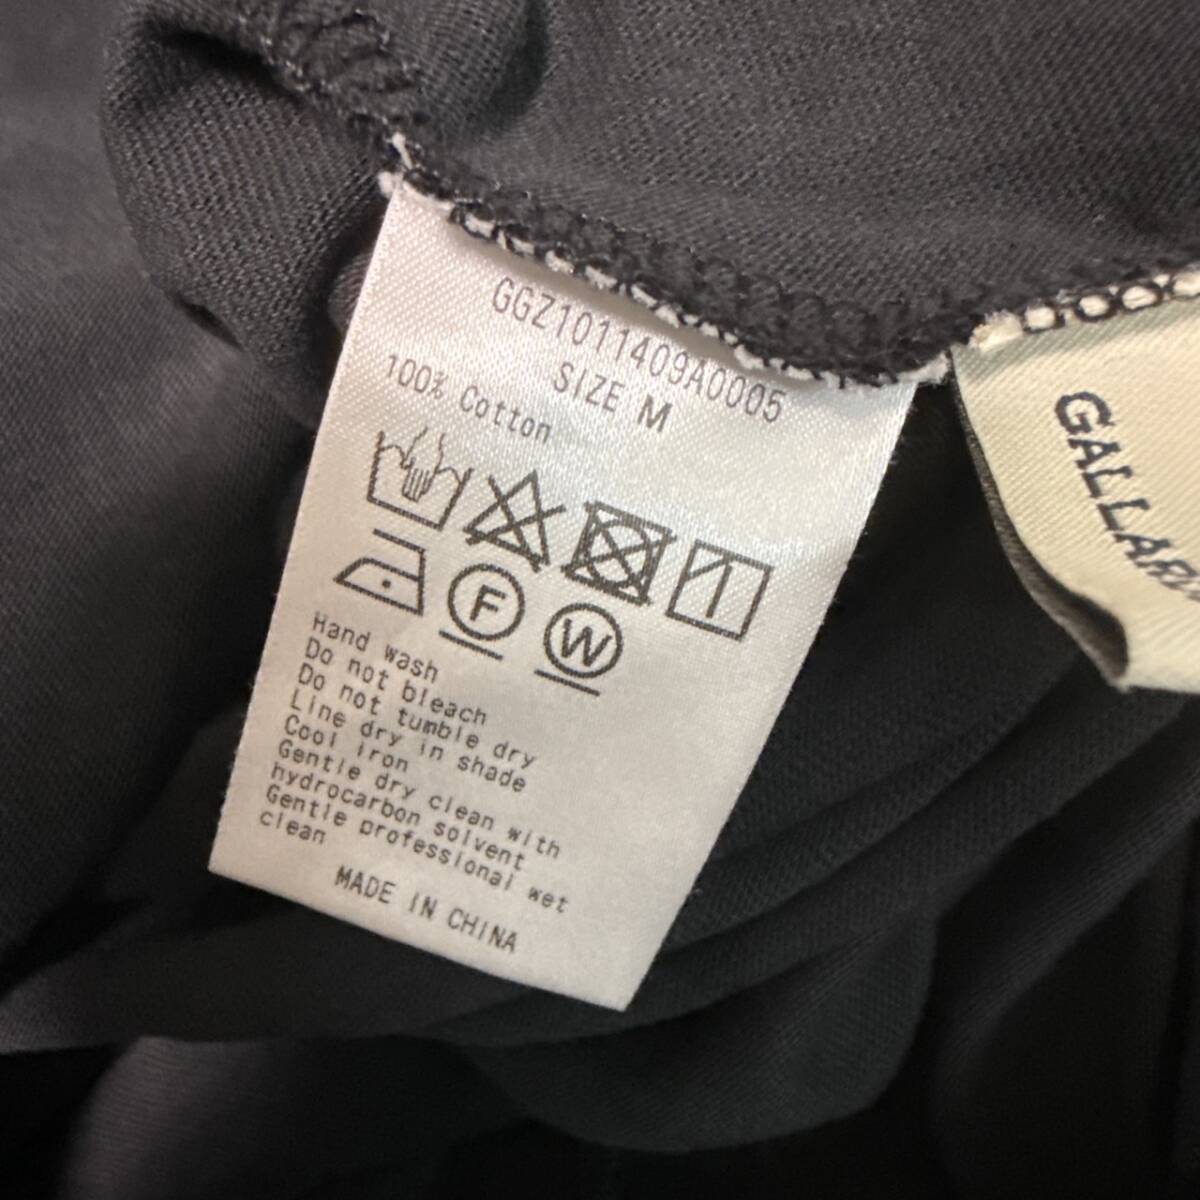 GGZ1011409A0005
SIZE M
100% Cotton
F
W
Hand wash
Do not bleach
Do not tumble dry
Line dry in shade
Cool iron
Gentle dry clean with
hydrocarbon solvent
Gentle professional wet
clean
MADE IN CHINA